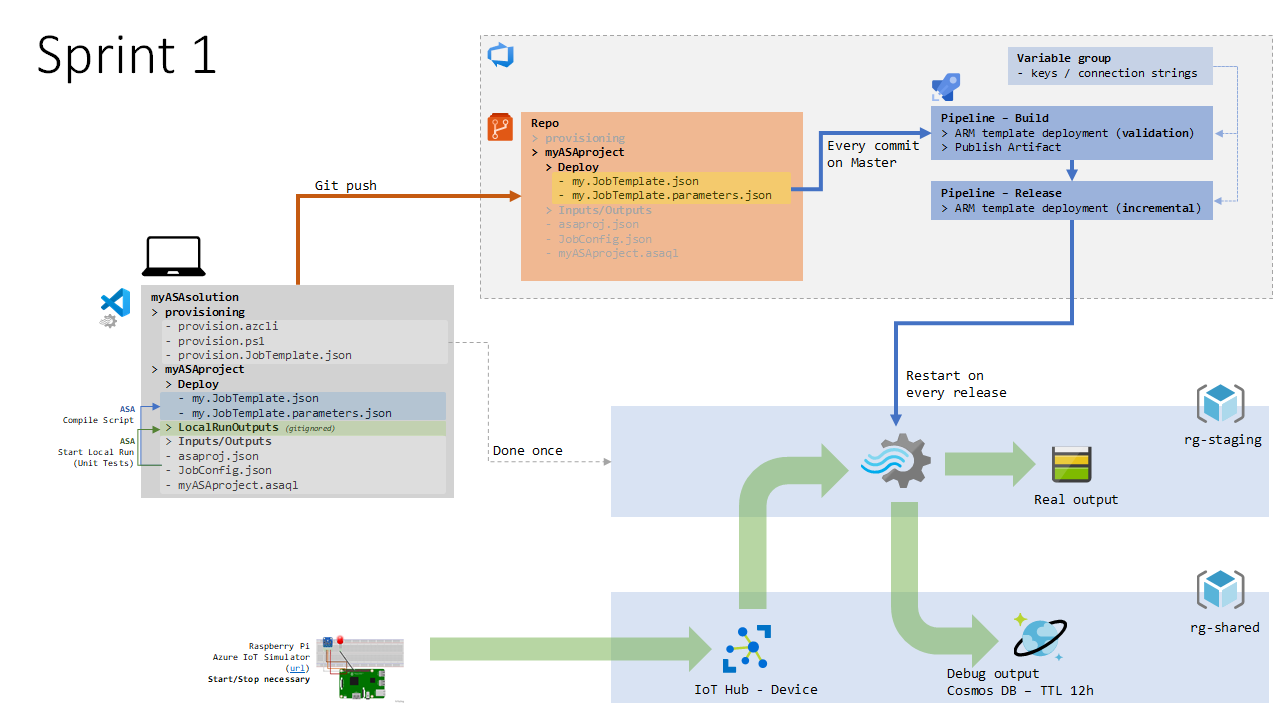 Sprint 1
Variable group
- keys / connection strings
Pipeline – Build
> ARM template deployment (validation)
> Publish Artifact
Pipeline – Release
> ARM template deployment (incremental)
Every commit
on Master
Repo
> provisioning
> myASAproject
> Deploy
- my.JobTemplate.json
- my.JobTemplate.parameters.json
> Inputs/Outputs
- asaproj.json
- JobConfig.json
- myASAproject.asaql
Git push
myASAsolution
> provisioning
- provision.azcli
- provision.ps1
- provision.JobTemplate.json
> myASAproject
> Deploy
- my.JobTemplate.json
- my.JobTemplate.parameters.json
> LocalRunOutputs (gitignored)
> Inputs/Outputs
- asaproj.json
- JobConfig.json
- myASAproject.asaql
ASA
Compile Script
ASA
Start Local Run
(Unit Tests)
Done once
Restart on
every release
rg-staging
Real output
rg-shared
Raspberry Pi
Azure IoT Simulator
(url)
Start/Stop necessary
IoT Hub - Device
Debug output
Cosmos DB – TTL 12h